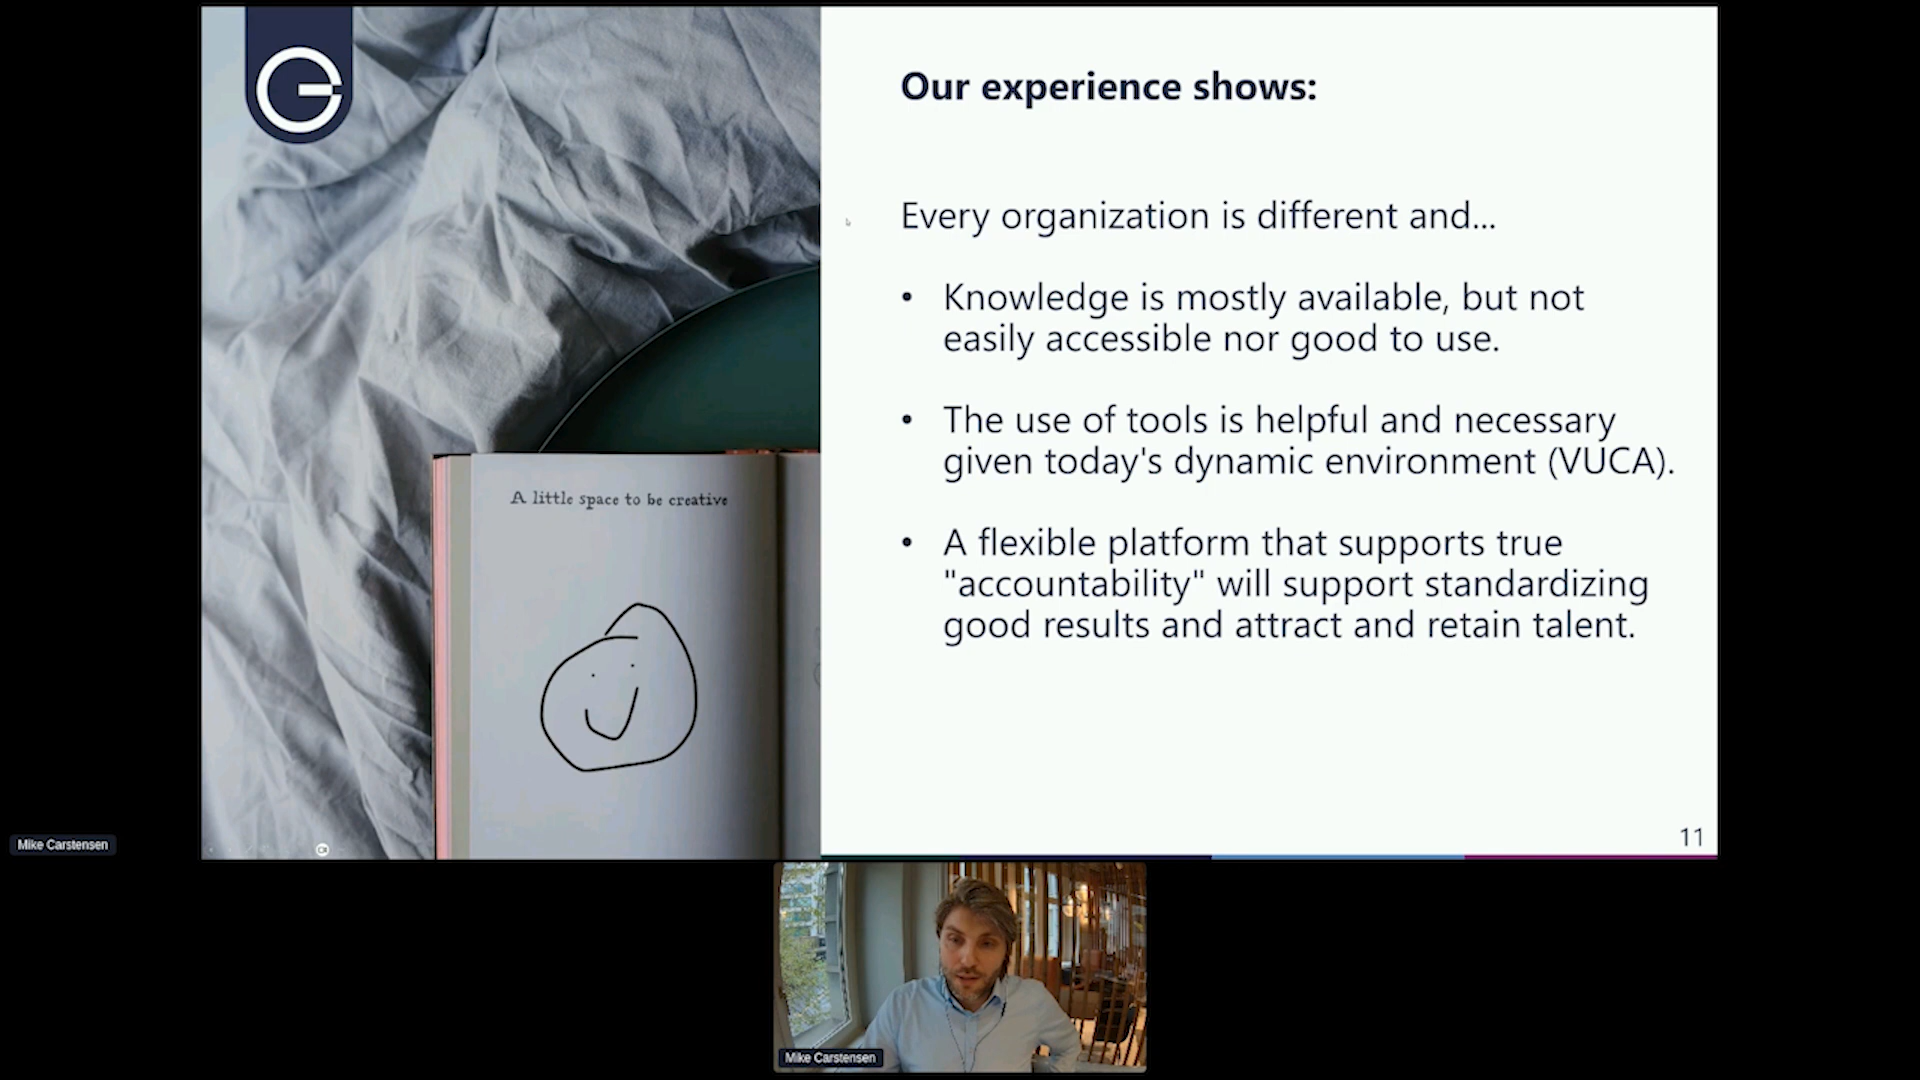 Our experience shows:
Every organization is different and...
• Knowledge is mostly available, but not
easily accessible nor good to use.
• The use of tools is helpful and necessary
given today's dynamic environment (VUCA).
• A flexible platform that supports true
"accountability" will support standardizing
good results and attract and retain talent.
A little space to be creative
11
Mike Carstensen
Mike Carstensen